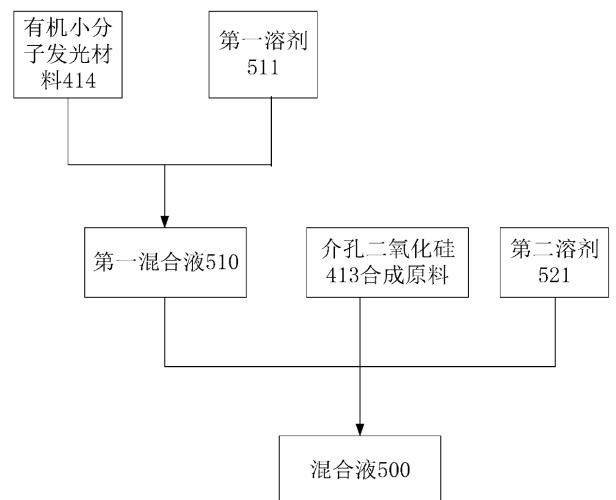 有机小分
子发光材
料414
第一溶剂
511
第一混合液510
介孔二氧化硅
413合成原料
第二溶剂
521
混合液500